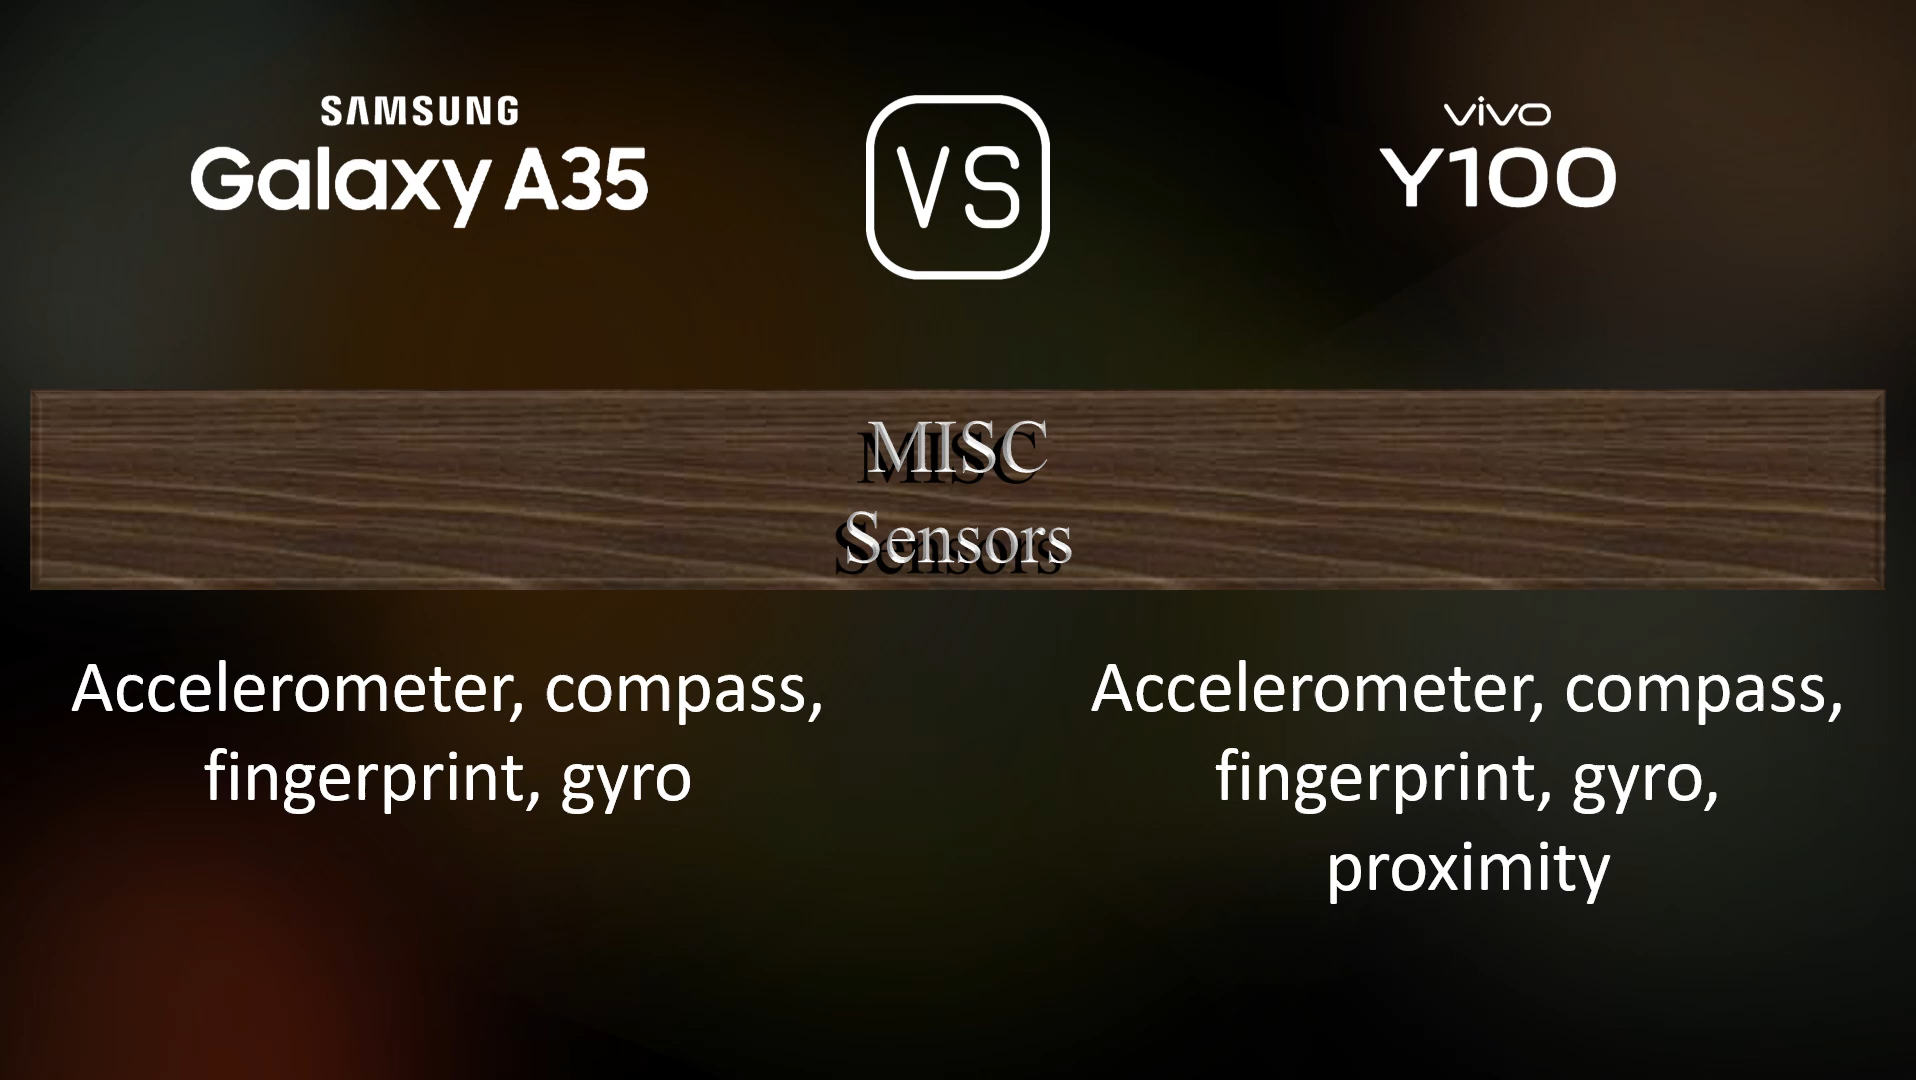 SAMSUNG
Galaxy A35
VS
vivo
Y100
MISC
Sensors
Accelerometer, compass,
fingerprint, gyro
Accelerometer, compass,
fingerprint, gyro,
proximity